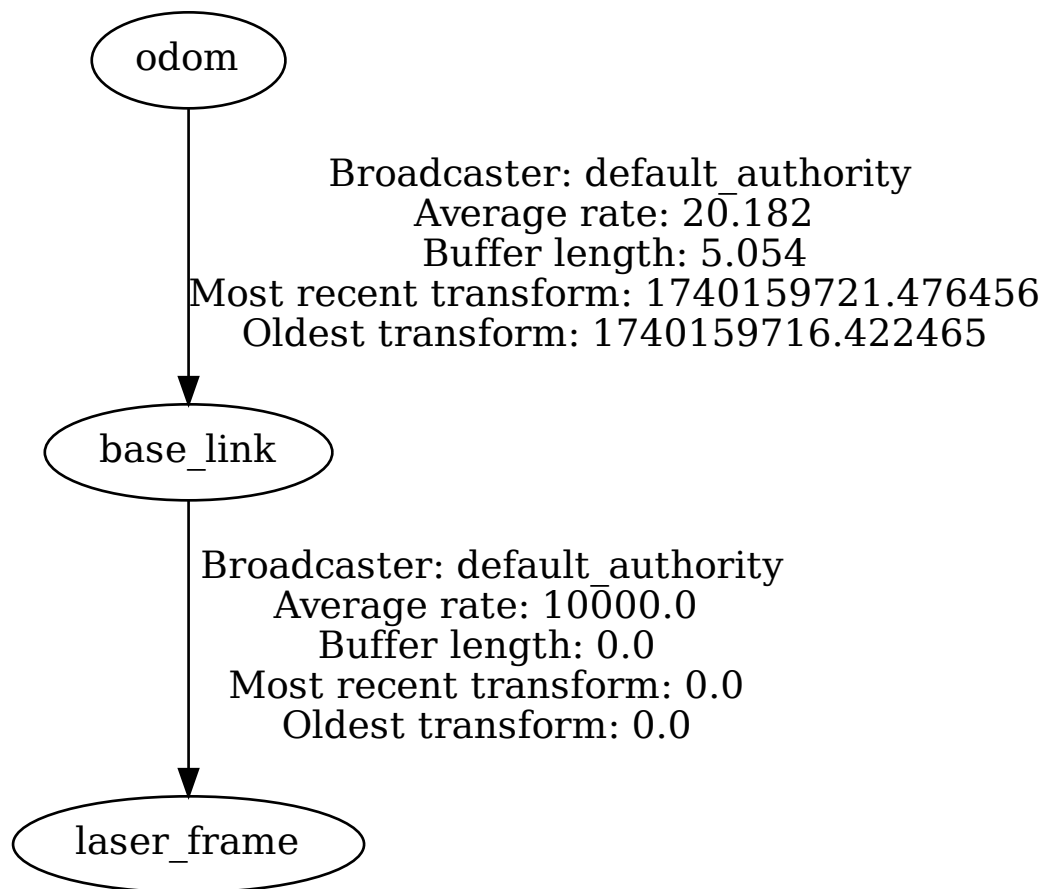 odom
Broadcaster: default_authority
Average rate: 20.182
Buffer length: 5.054
Most recent transform: 1740159721.476456
Oldest transform: 1740159716.422465
base_link
Broadcaster: default_authority
Average rate: 10000.0
Buffer length: 0.0
Most recent transform: 0.0
Oldest transform: 0.0
laser_frame